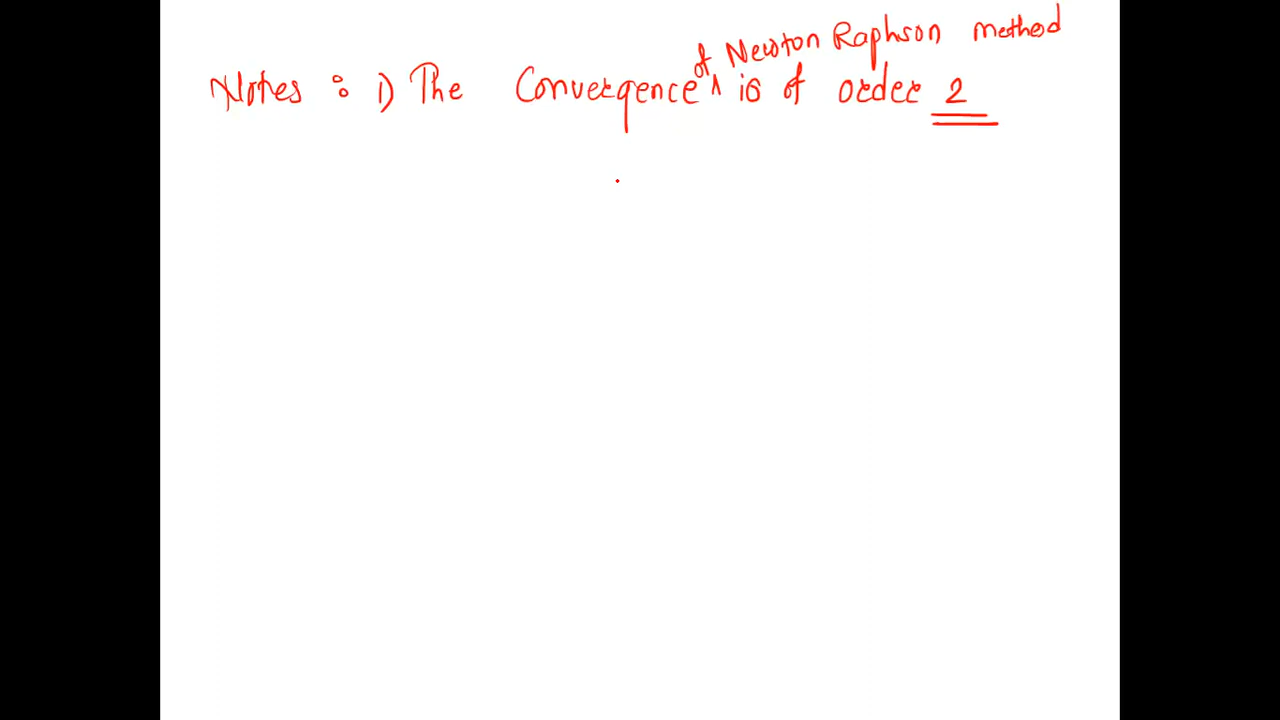 of Newton Raphson method
Notes : 1) The Convergence ^ is of order 2